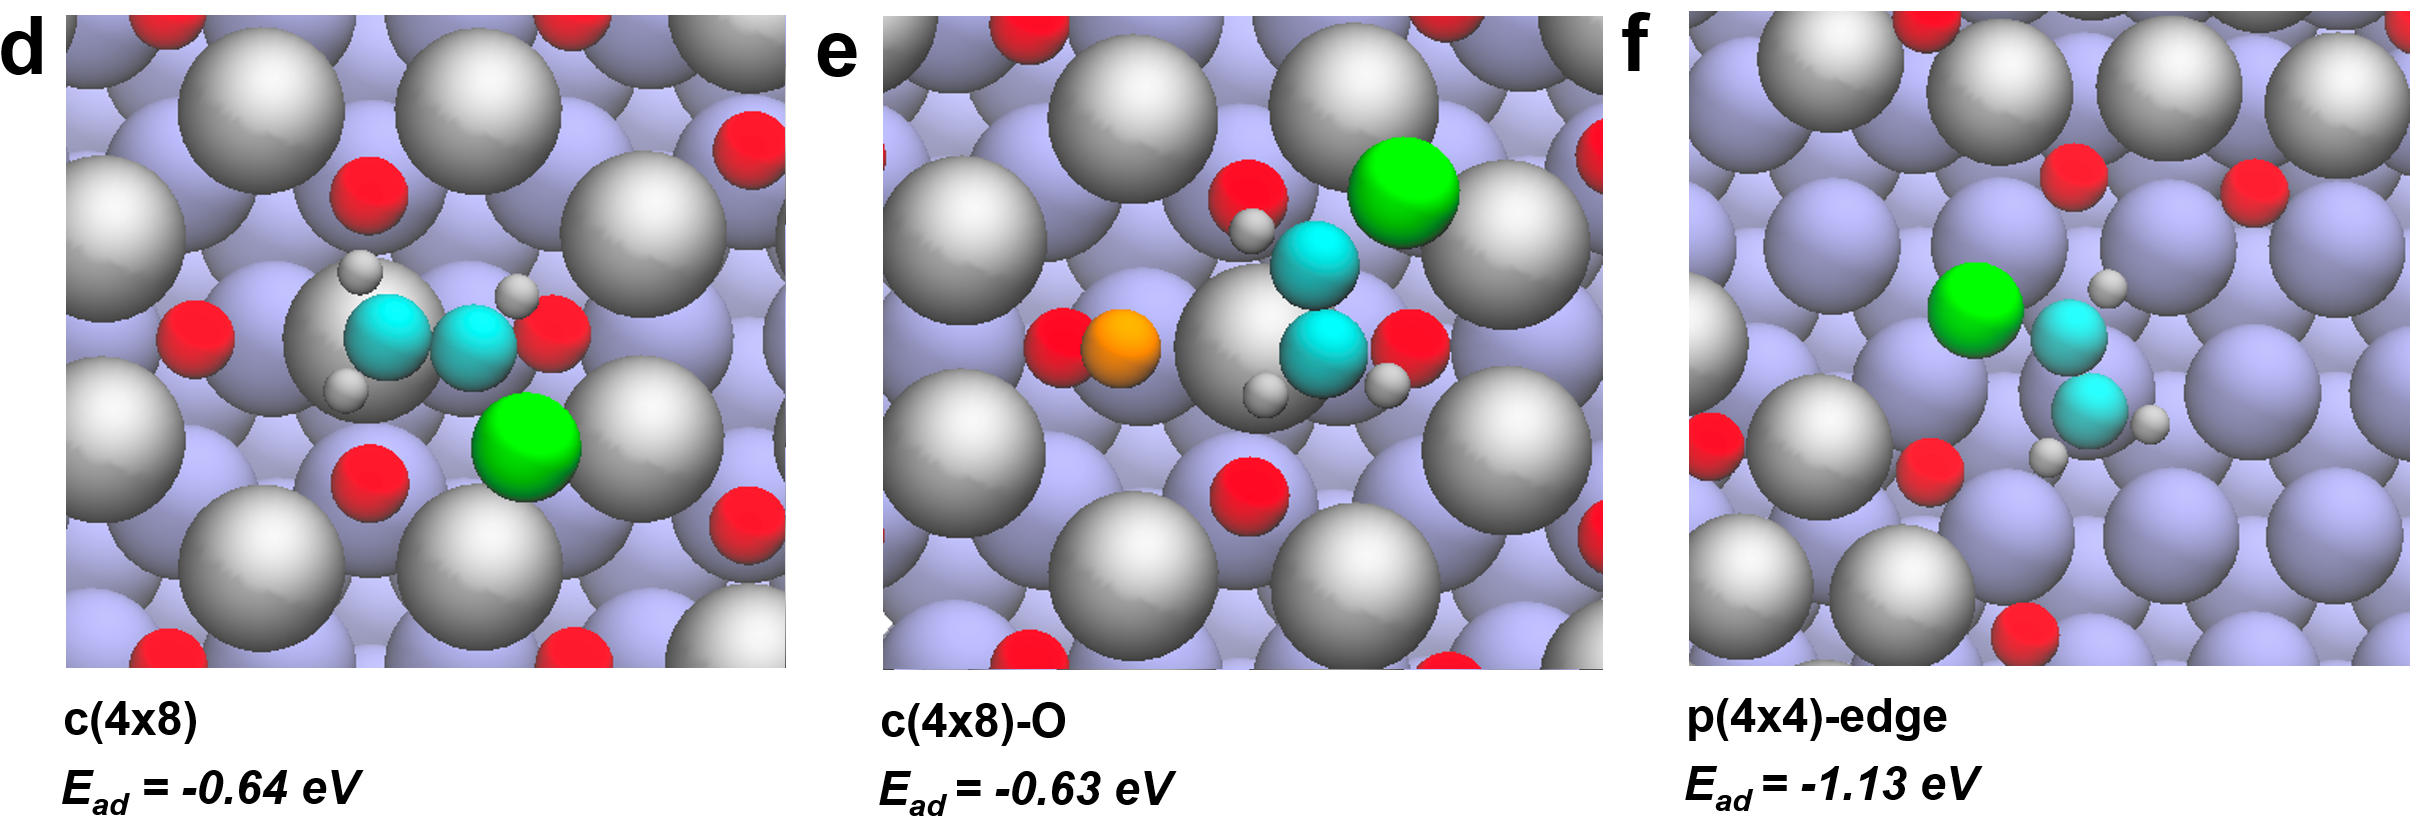 d
e
f
c(4x8)
E_ad = -0.64 eV
c(4x8)-O
E_ad = -0.63 eV
p(4x4)-edge
E_ad = -1.13 eV